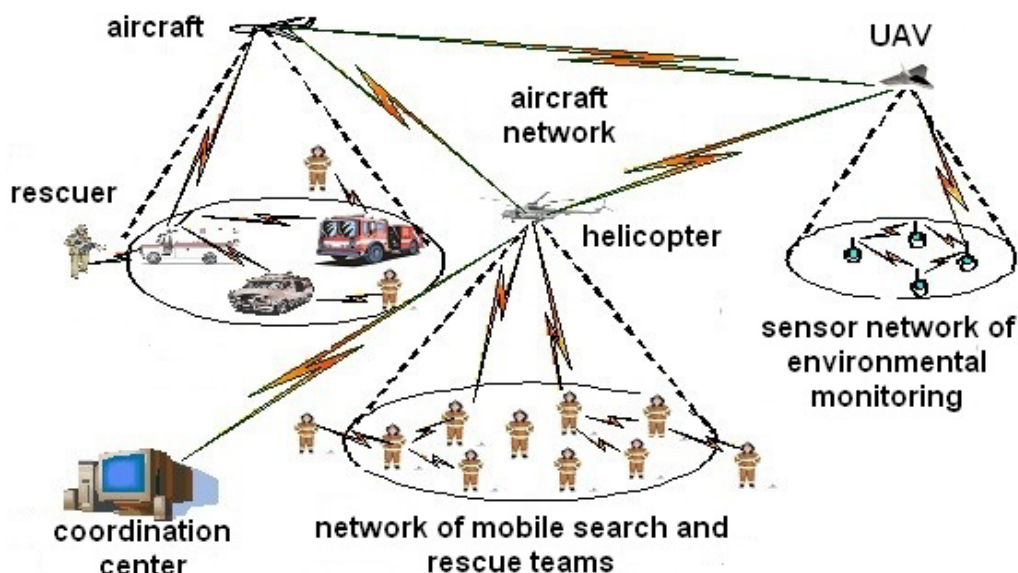 aircraft
UAV
aircraft
network
rescuer
helicopter
sensor network of
environmental
monitoring
coordination
center
network of mobile search and
rescue teams